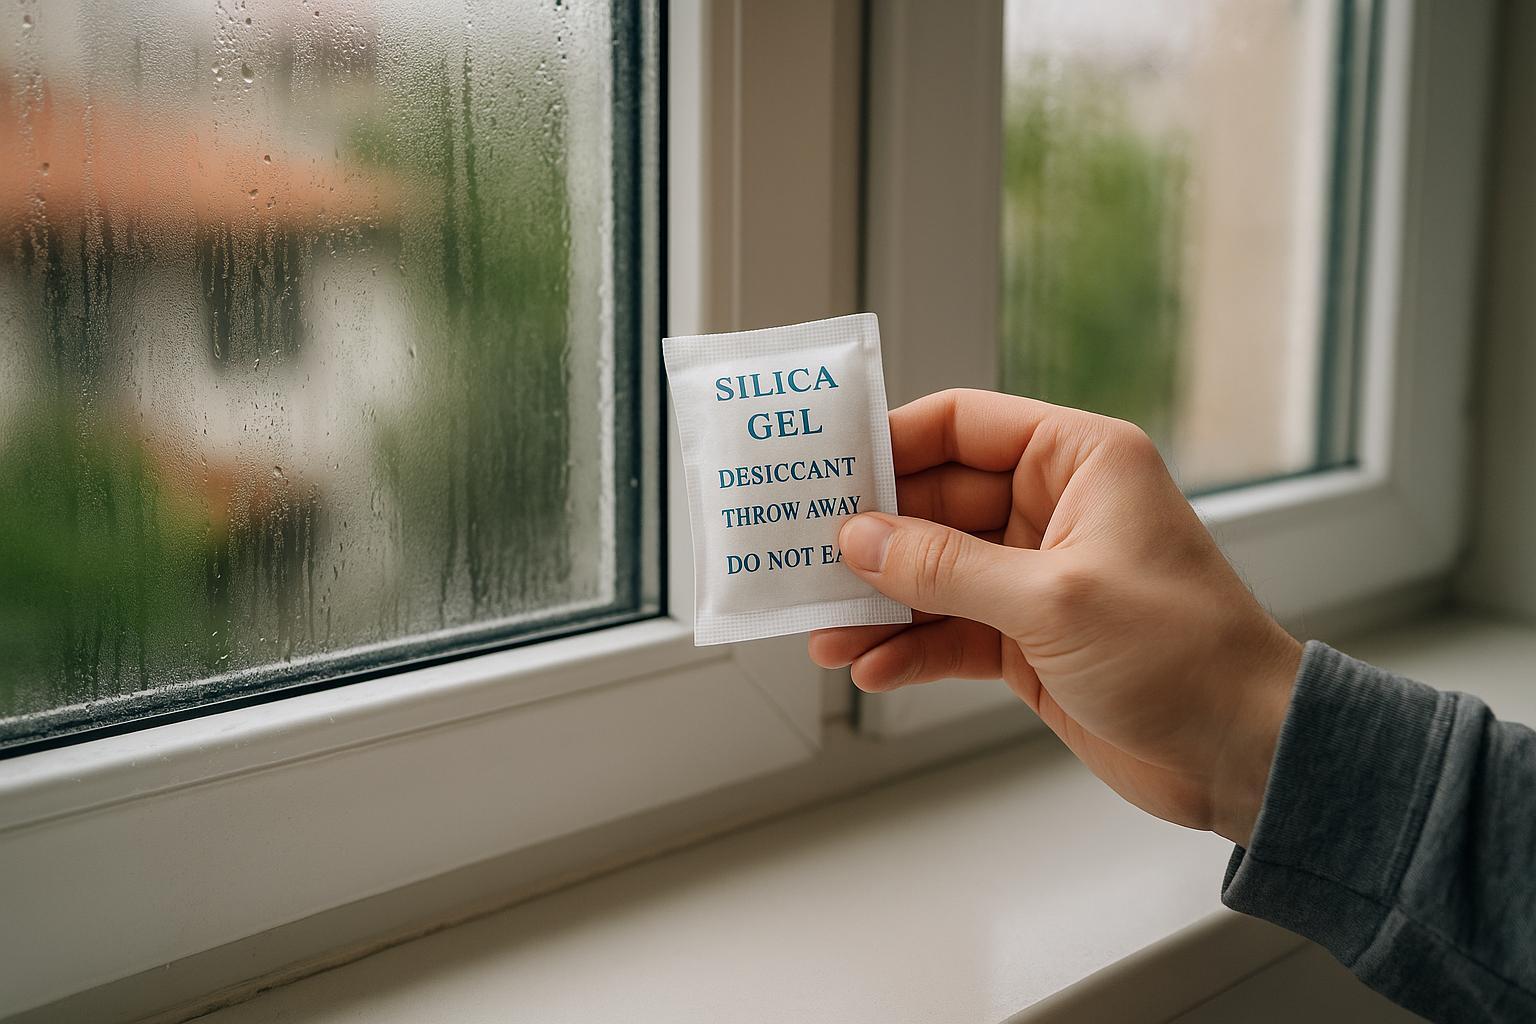 SILICA
GEL
DESICCANT
THROW AWAY
DO NOT